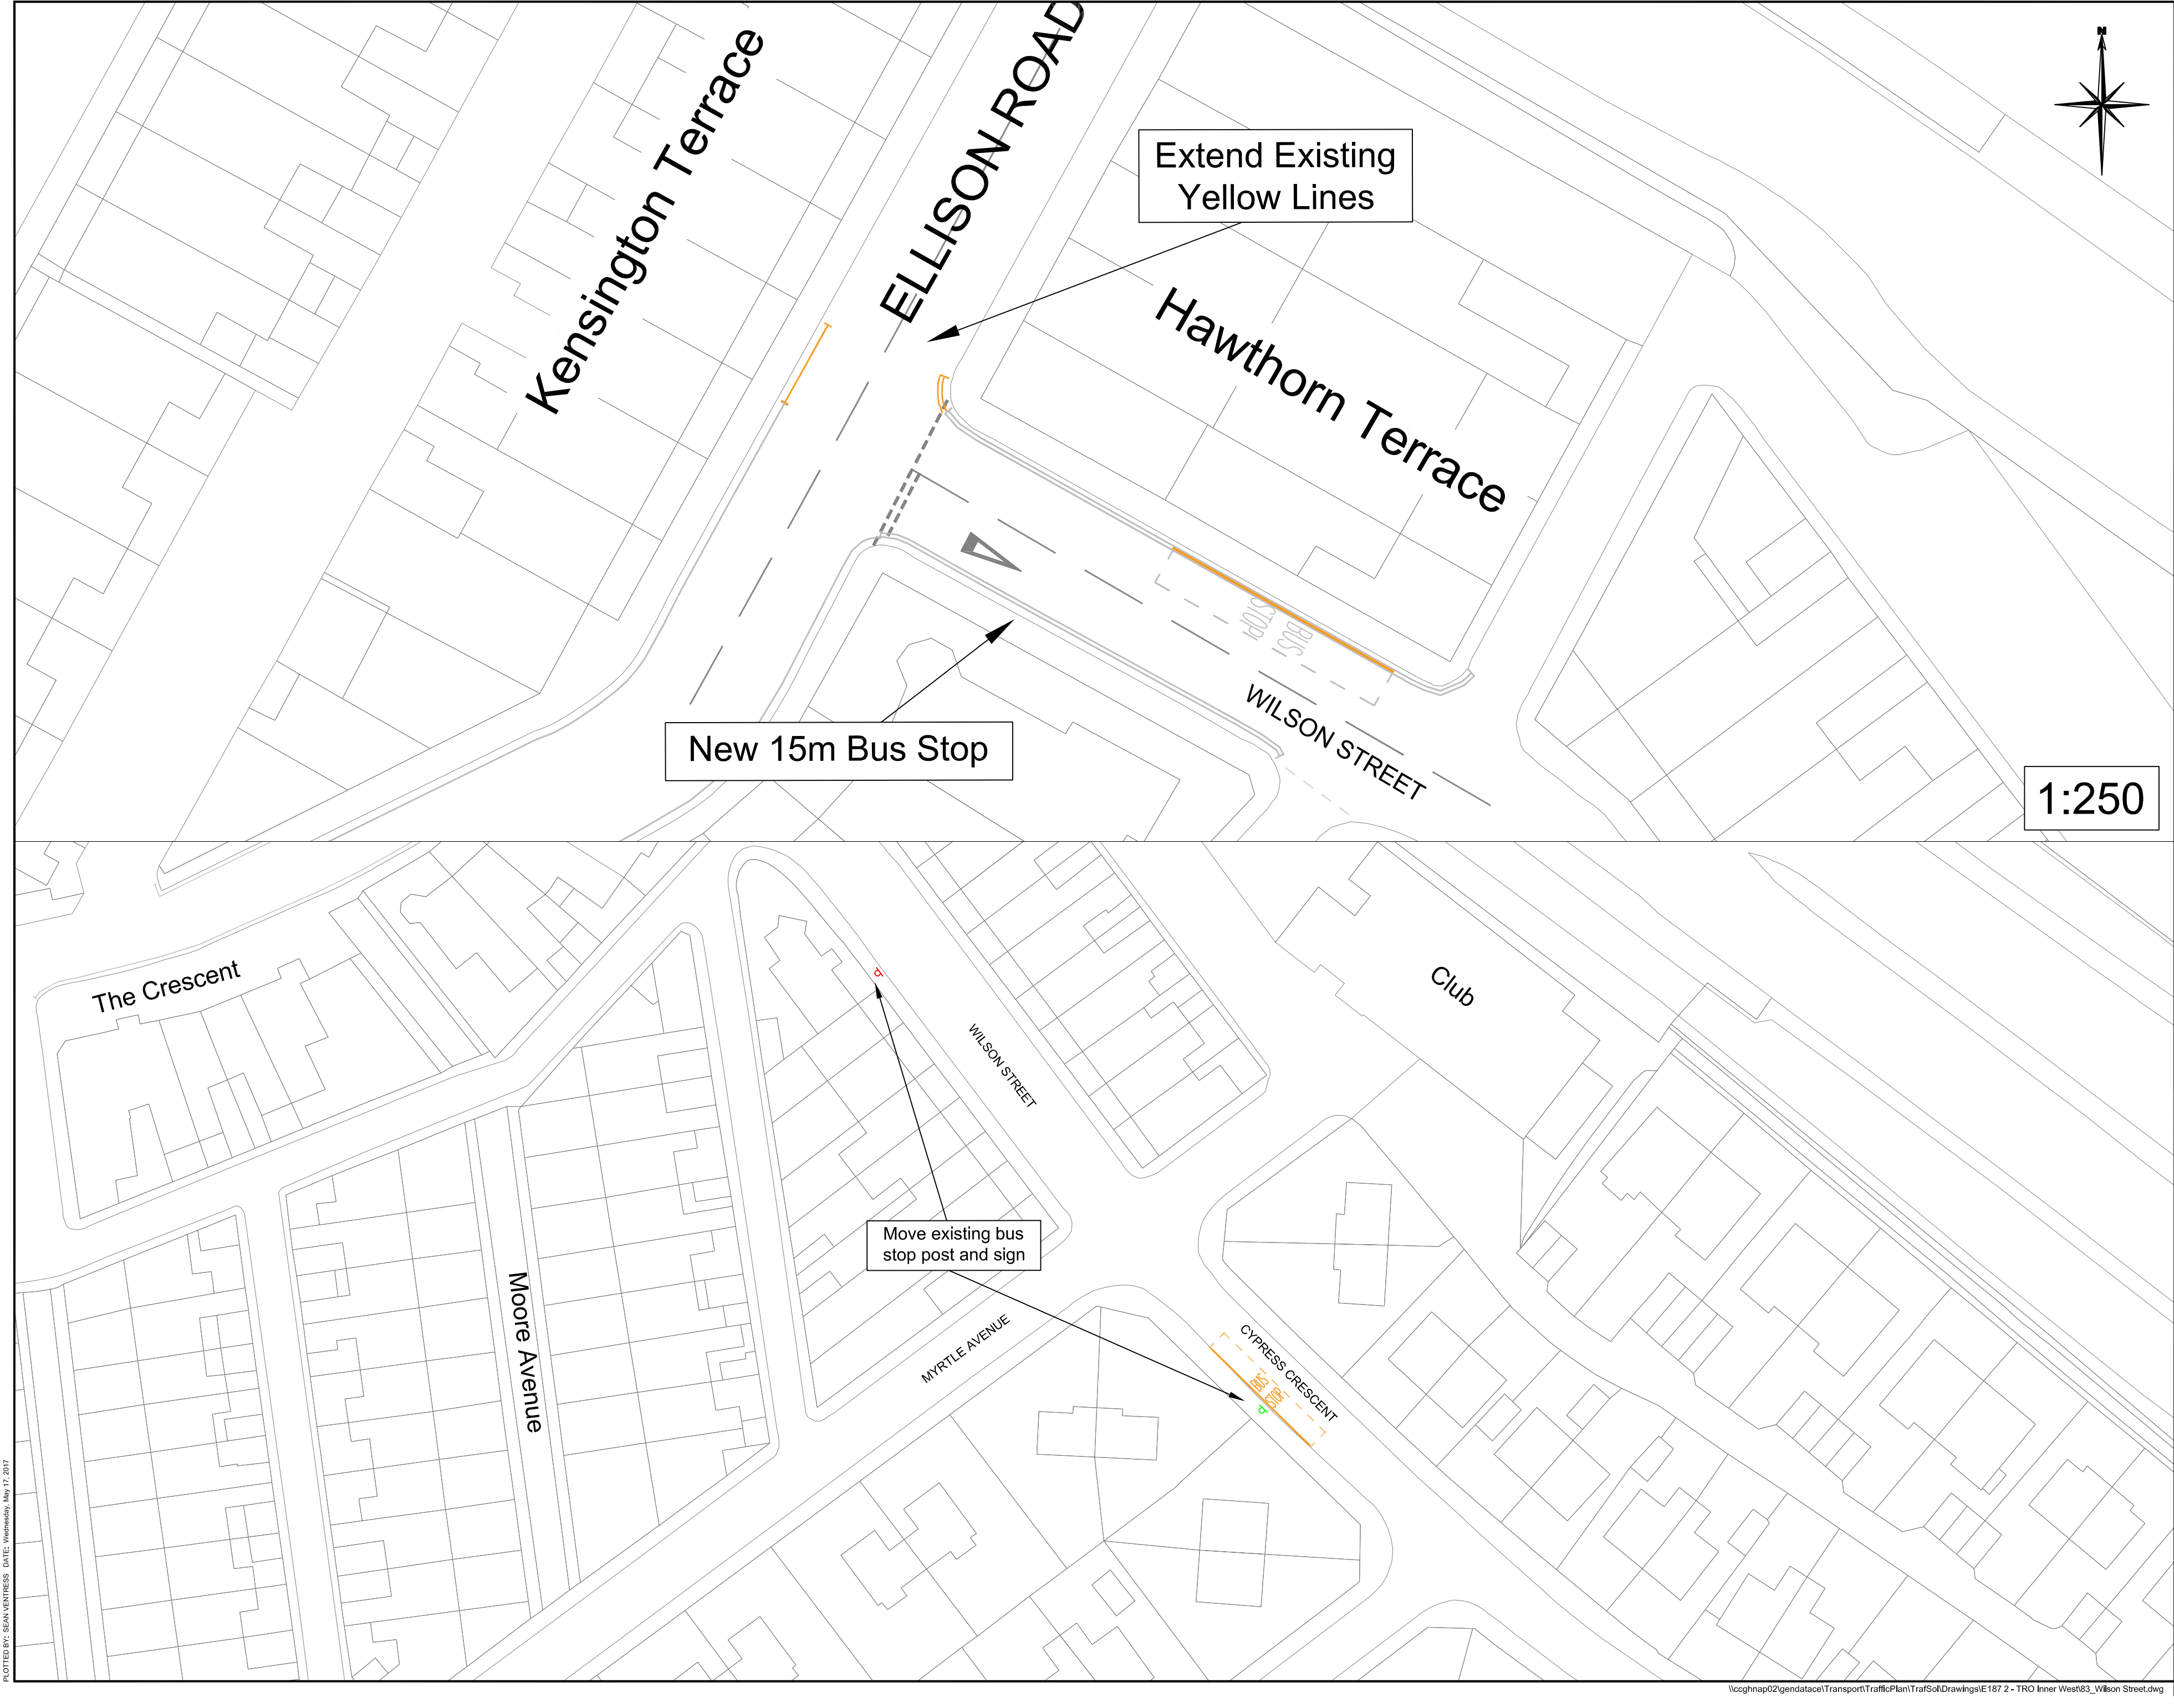 N
Kensington Terrace
ELLISON ROAD
Extend Existing
Yellow Lines
Hawthorn Terrace
BUS
STOP
WILSON STREET
New 15m Bus Stop
1:250
The Crescent
Club
WILSON STREET
Move existing bus
stop post and sign
Moore Avenue
MYRTLE AVENUE
CYPRESS CRESCENT
BUS
STOP
PLOTTED BY: SEAN VENTRESS DATE: Wednesday, May 17, 2017
\\ccghnap02\gendatace\Transport\TrafficPlan\TrafSol\Drawings\E187 2 - TRO Inner West\83_Wilson Street.dwg